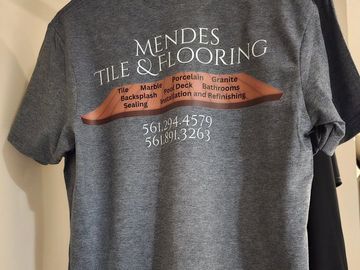 MENDES
TILE & FLOORING
Tile Marble Porcelain Granite
Backsplash Pool Deck Bathrooms
Sealing Installation and Refinishing
561.294.4579
561.891.3263